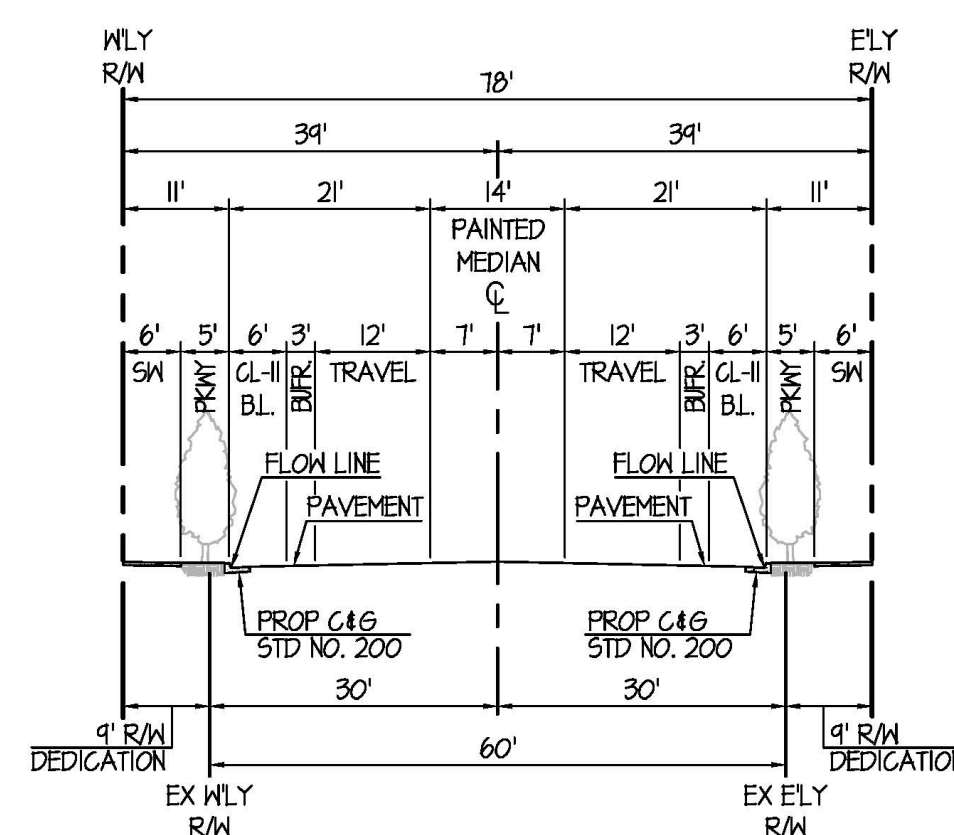 W'LY
R/W
E'LY
R/W
78'
39' 39'
11' 21' 14' 21' 11'
PAINTED
MEDIAN
℄
6' 5' 6' 3' 12' 7' 7' 12' 3' 6' 5' 6'
SW PKWY CL-II BUFR. TRAVEL TRAVEL BUFR. CL-II PKWY SW
B.L. B.L.
FLOW LINE FLOW LINE
PAVEMENT PAVEMENT
PROP C&G
STD NO. 200
PROP C&G
STD NO. 200
30' 30'
9' R/W
DEDICATION
9' R/W
DEDICATION
60'
EX W'LY
R/W
EX E'LY
R/W